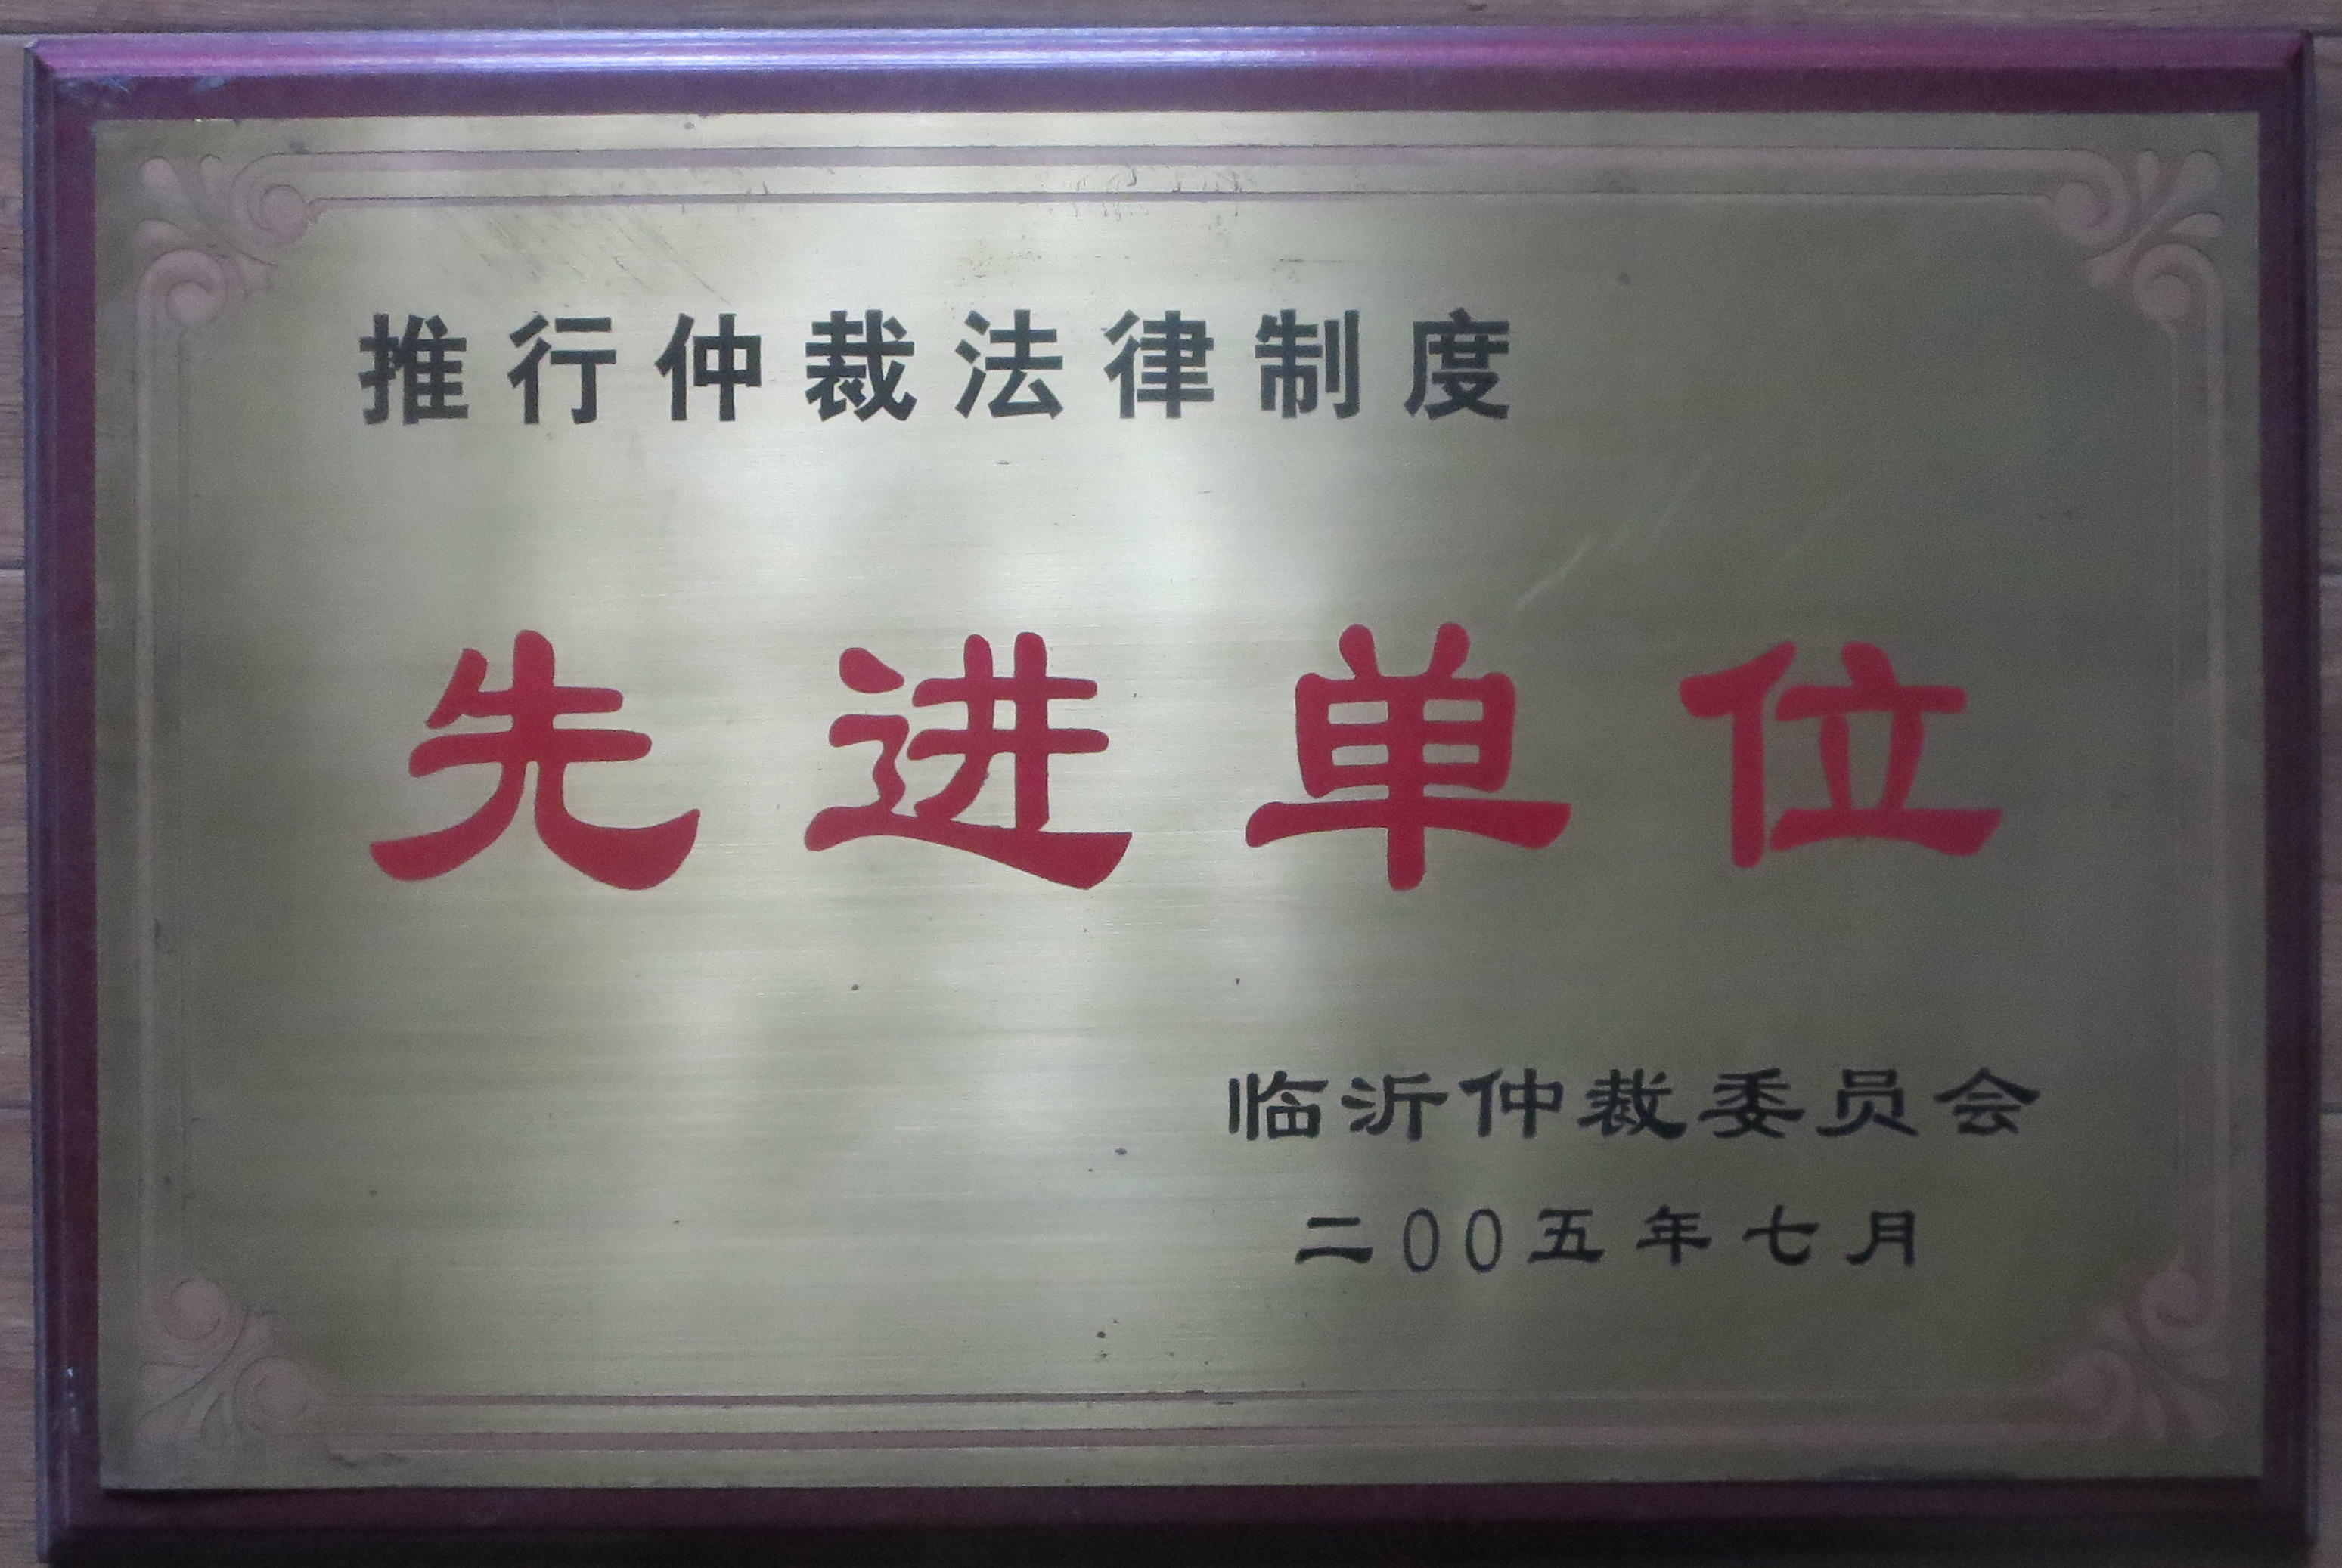 推行仲裁法律制度
先进单位
临沂仲裁委员会
二00五年七月